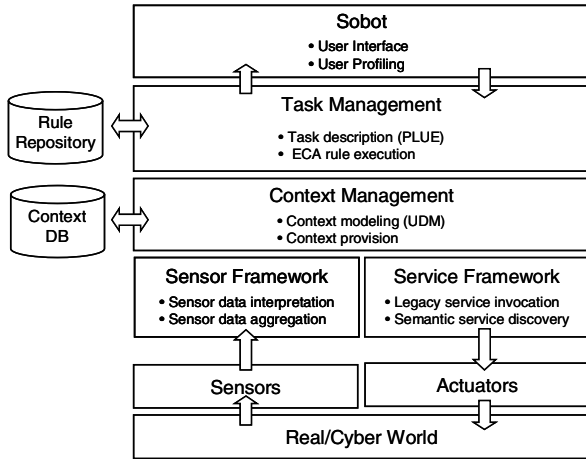 Sobot
• User Interface
• User Profiling
Task Management
• Task description (PLUE)
• ECA rule execution
Rule
Repository
Context Management
• Context modeling (UDM)
• Context provision
Context
DB
Sensor Framework
• Sensor data interpretation
• Sensor data aggregation
Service Framework
• Legacy service invocation
• Semantic service discovery
Sensors
Actuators
Real/Cyber World